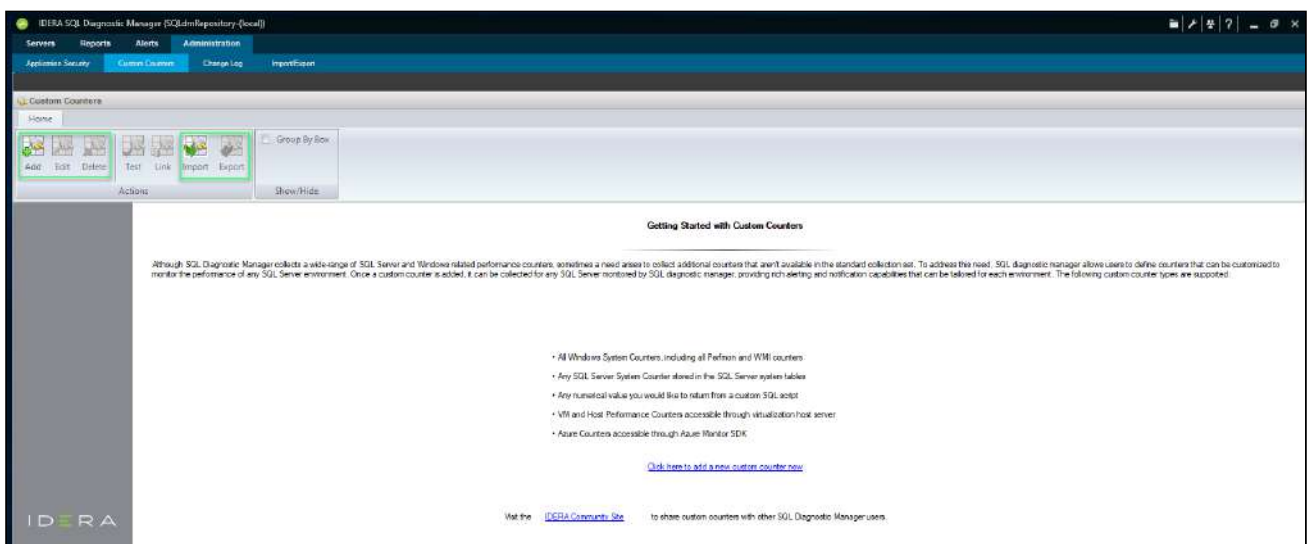 IDERA SQL Diagnostic Manager (SQLdmRepository-(local))
Servers Reports Alerts Administration
Application Security Custom Counters Change Log Import/Export
Custom Counters
Home
Group By Box
Add Edit Delete Test Link Import Export
Actions Show/Hide
Getting Started with Custom Counters
Although SQL Diagnostic Manager collects a wide-range of SQL Server and Windows related performance counters, sometimes a need arises to collect additional counters that aren't available in the standard collection set. To address this need, SQL diagnostic manager allows users to define counters that can be customized to
monitor the performance of any SQL Server environment. Once a custom counter is added, it can be collected for any SQL Server monitored by SQL diagnostic manager, providing rich alerting and notification capabilities that can be tailored for each environment. The following custom counter types are supported:
• All Windows System Counters, including all Perfmon and WMI counters
• Any SQL Server System Counter stored in the SQL Server system tables
• Any numerical value you would like to return from a custom SQL script
• VM and Host Performance Counters accessible through virtualization host server
• Azure Counters accessible through Azure Monitor SDK
Click here to add a new custom counter now
Visit the IDERA Community Site to share custom counters with other SQL Diagnostic Manager users
IDERA